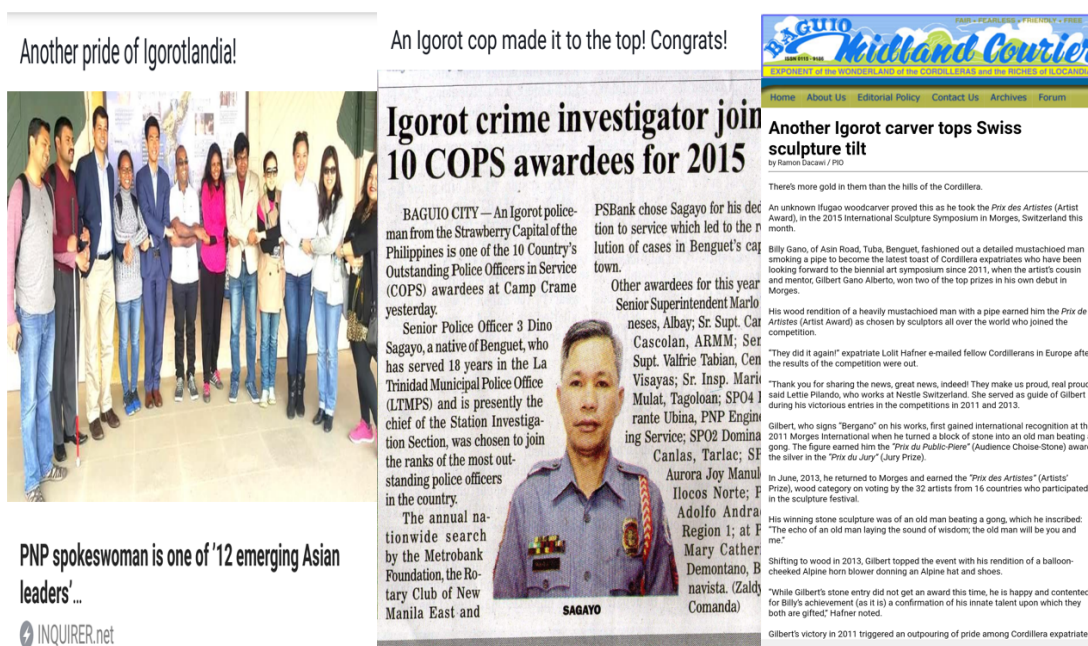 Another pride of Igorotlandia!
PNP spokeswoman is one of '12 emerging Asian
leaders'...
INQUIRER.net
An Igorot cop made it to the top! Congrats!
Igorot crime investigator join
10 COPS awardees for 2015
BAGUIO CITY — An Igorot police-
man from the Strawberry Capital of the
Philippines is one of the 10 Country's
Outstanding Police Officers in Service
(COPS) awardees at Camp Crame
yesterday.
Senior Police Officer 3 Dino
Sagayo, a native of Benguet, who
has served 18 years in the La
Trinidad Municipal Police Office
(LTMPS) and is presently the
chief of the Station Investiga-
tion Section, was chosen to join
the ranks of the most out-
standing police officers
in the country.
The annual na-
tionwide search
by the Metrobank
Foundation, the Ro-
tary Club of New
Manila East and
PSBank chose Sagayo for his ded
tion to service which led to the r
lution of cases in Benguet's cap
town.
Other awardees for this year
Senior Superintendent Marlo
neses, Albay; Sr. Supt. Car
Cascolan, ARMM; Sen
Supt. Valfrie Tabian, Cen
Visayas; Sr. Insp. Mari
Mulat, Tagoloan; SPO4
rante Ubina, PNP Engine
ing Service; SPO2 Domina
Canlas, Tarlac; SP
Aurora Joy Manul
Ilocos Norte; P
Adolfo Andra
Region 1; at P
Mary Cather
Demontano, B
navista. (Zaldy
Comanda)
SAGAYO
FAIR • FEARLESS • FRIENDLY • FREE
BAGUIO
Midland Courier
ISSN 0115 - 9186
EXPONENT of the WONDERLAND of the CORDILLERAS and the RICHES of ILOCANDI
Home About Us Editorial Policy Contact Us Archives Forum
Another Igorot carver tops Swiss
sculpture tilt
by Ramon Dacawi / PIO
There's more gold in them than the hills of the Cordillera.
An unknown Ifugao woodcarver proved this as he took the Prix des Artistes (Artist
Award), in the 2015 International Sculpture Symposium in Morges, Switzerland this
month.
Billy Gano, of Asin Road, Tuba, Benguet, fashioned out a detailed mustachioed man
smoking a pipe to become the latest toast of Cordillera expatriates who have been
looking forward to the biennial art symposium since 2011, when the artist's cousin
and mentor, Gilbert Gano Alberto, won two of the top prizes in his own debut in
Morges.
His wood rendition of a heavily mustachioed man with a pipe earned him the Prix de
Artistes (Artist Award) as chosen by sculptors all over the world who joined the
competition.
"They did it again!" expatriate Lolit Hafner e-mailed fellow Cordillerans in Europe afte
the results of the competition were out.
"Thank you for sharing the news, great news, indeed! They make us proud, real proud
said Lettie Pilando, who works at Nestle Switzerland. She served as guide of Gilbert
during his victorious entries in the competitions in 2011 and 2013.
Gilbert, who signs "Bergano" on his works, first gained international recognition at th
2011 Morges International when he turned a block of stone into an old man beating
gong. The figure earned him the "Prix du Public-Piere" (Audience Choise-Stone) awar
the silver in the "Prix du Jury" (Jury Prize).
In June, 2013, he returned to Morges and earned the "Prix des Artistes" (Artists'
Prize), wood category on voting by the 32 artists from 16 countries who participated
in the sculpture festival.
His winning stone sculpture was of an old man beating a gong, which he inscribed:
"The echo of an old man laying the sound of wisdom; the old man will be you and
me."
Shifting to wood in 2013, Gilbert topped the event with his rendition of a balloon-
cheeked Alpine horn blower donning an Alpine hat and shoes.
"While Gilbert's stone entry did not get an award this time, he is happy and contented
for Billy's achievement (as it is) a confirmation of his innate talent upon which they
both are gifted," Hafner noted.
Gilbert's victory in 2011 triggered an outpouring of pride among Cordillera expatriate